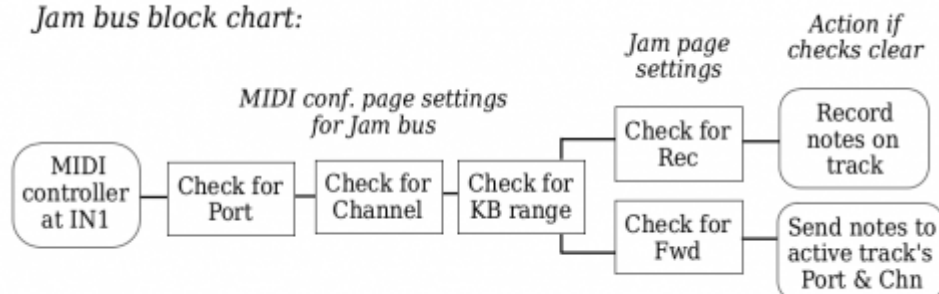 Jam bus block chart:
Action if
checks clear
Jam page
settings
MIDI conf. page settings
for Jam bus
MIDI
controller
at IN1
Check for
Port
Check for
Channel
Check for
KB range
Check for
Rec
Record
notes on
track
Check for
Fwd
Send notes to
active track's
Port & Chn